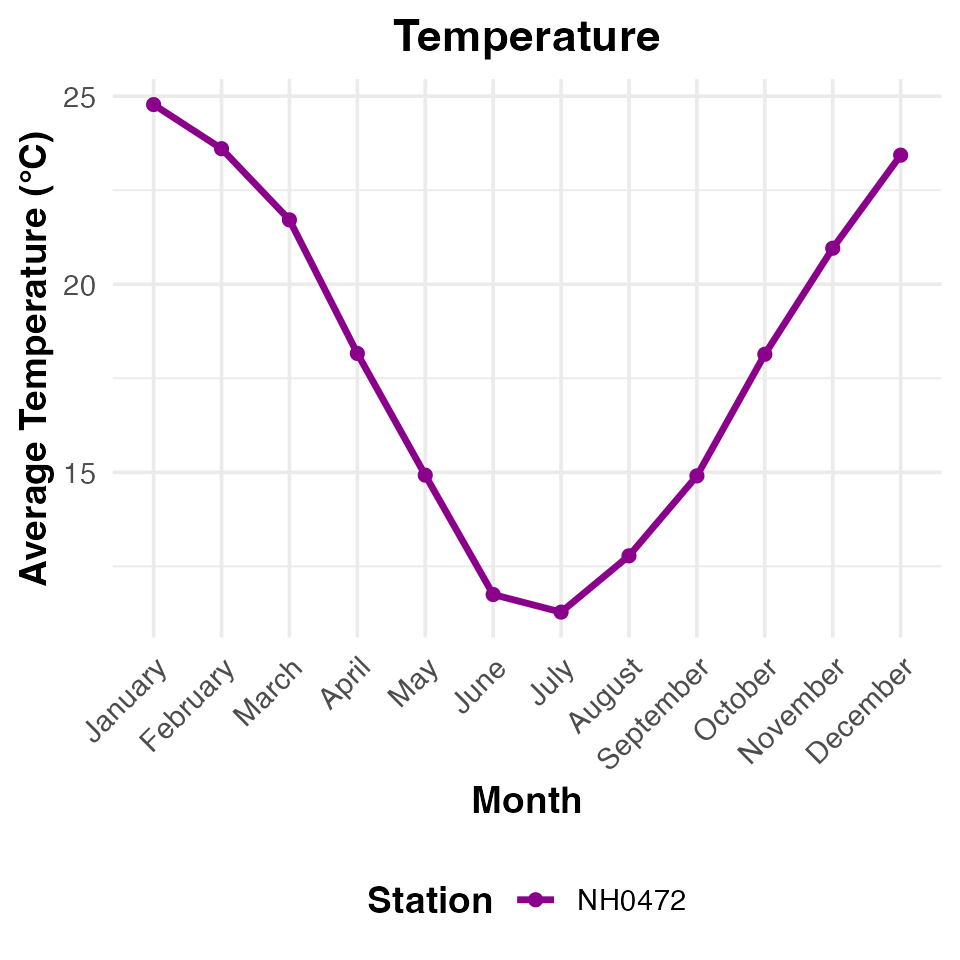 Temperature
Average Temperature (°C)
25
20
15
January
February
March
April
May
June
July
August
September
October
November
December
Month
Station
NH0472